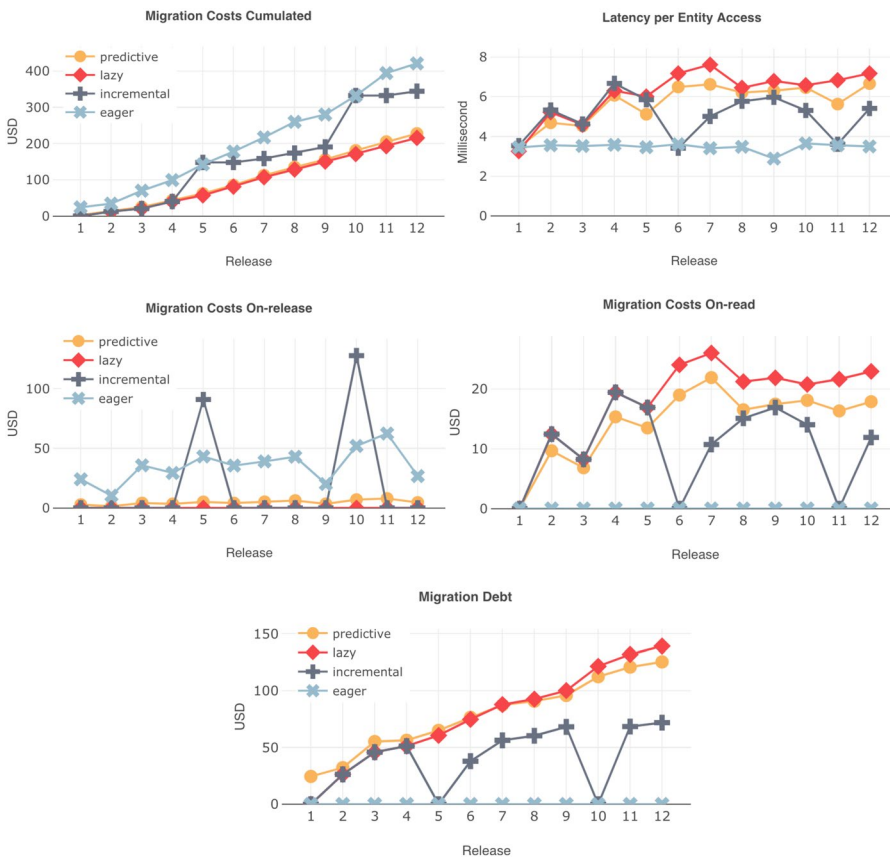 Migration Costs Cumulated
predictive
lazy
incremental
eager
400
300
200
100
0
USD
1 2 3 4 5 6 7 8 9 10 11 12
Release
Latency per Entity Access
8
6
4
2
0
Millisecond
1 2 3 4 5 6 7 8 9 10 11 12
Release
Migration Costs On-release
predictive
lazy
incremental
eager
100
50
0
USD
1 2 3 4 5 6 7 8 9 10 11 12
Release
Migration Costs On-read
20
10
0
USD
1 2 3 4 5 6 7 8 9 10 11 12
Release
Migration Debt
predictive
lazy
incremental
eager
150
100
50
0
USD
1 2 3 4 5 6 7 8 9 10 11 12
Release